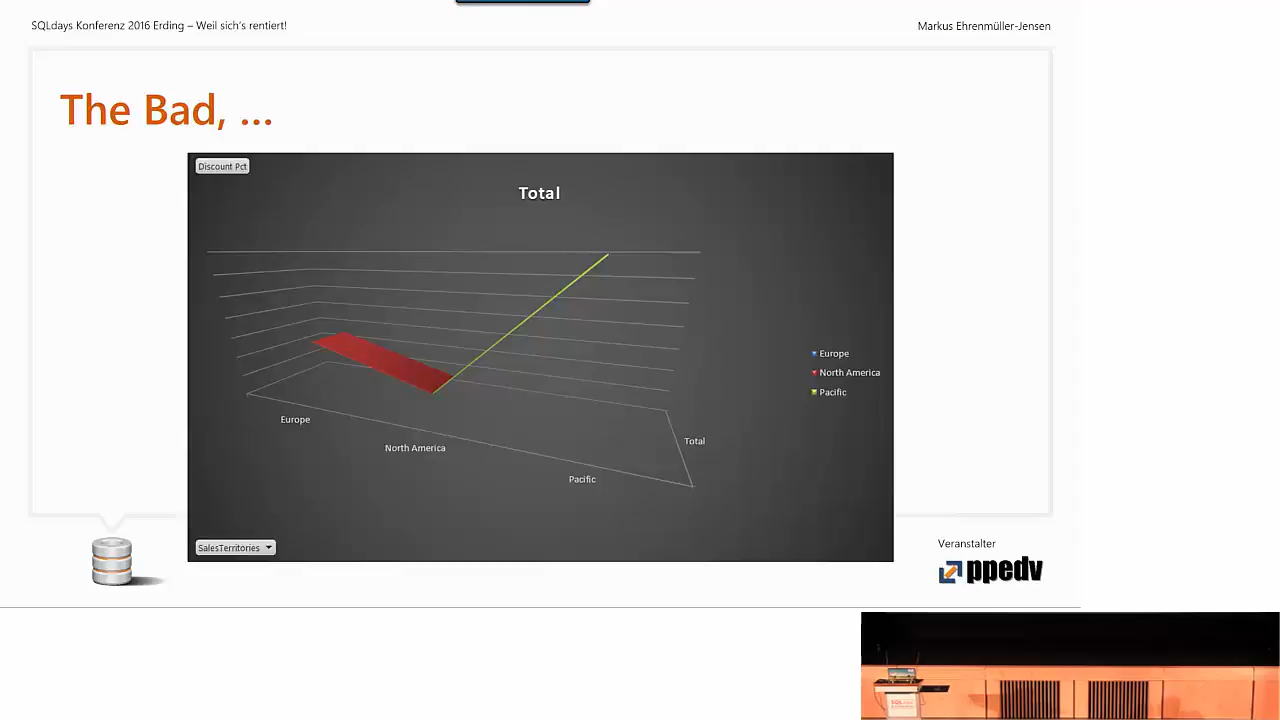 SQLdays Konferenz 2016 Erding – Weil sich's rentiert!
Markus Ehrenmüller-Jensen
The Bad, ...
Discount Pct
Total
Europe
North America
Pacific
Europe
North America
Pacific
Total
SalesTerritories
Veranstalter
ppedv
SQL